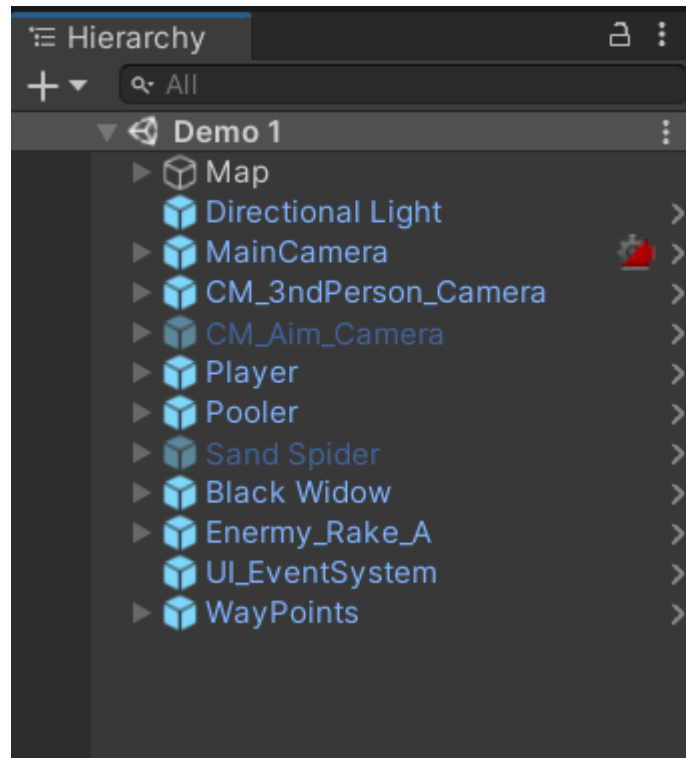 Hierarchy
All
Demo 1
Map
Directional Light
MainCamera
CM_3ndPerson_Camera
CM_Aim_Camera
Player
Pooler
Sand Spider
Black Widow
Enermy_Rake_A
UI_EventSystem
WayPoints